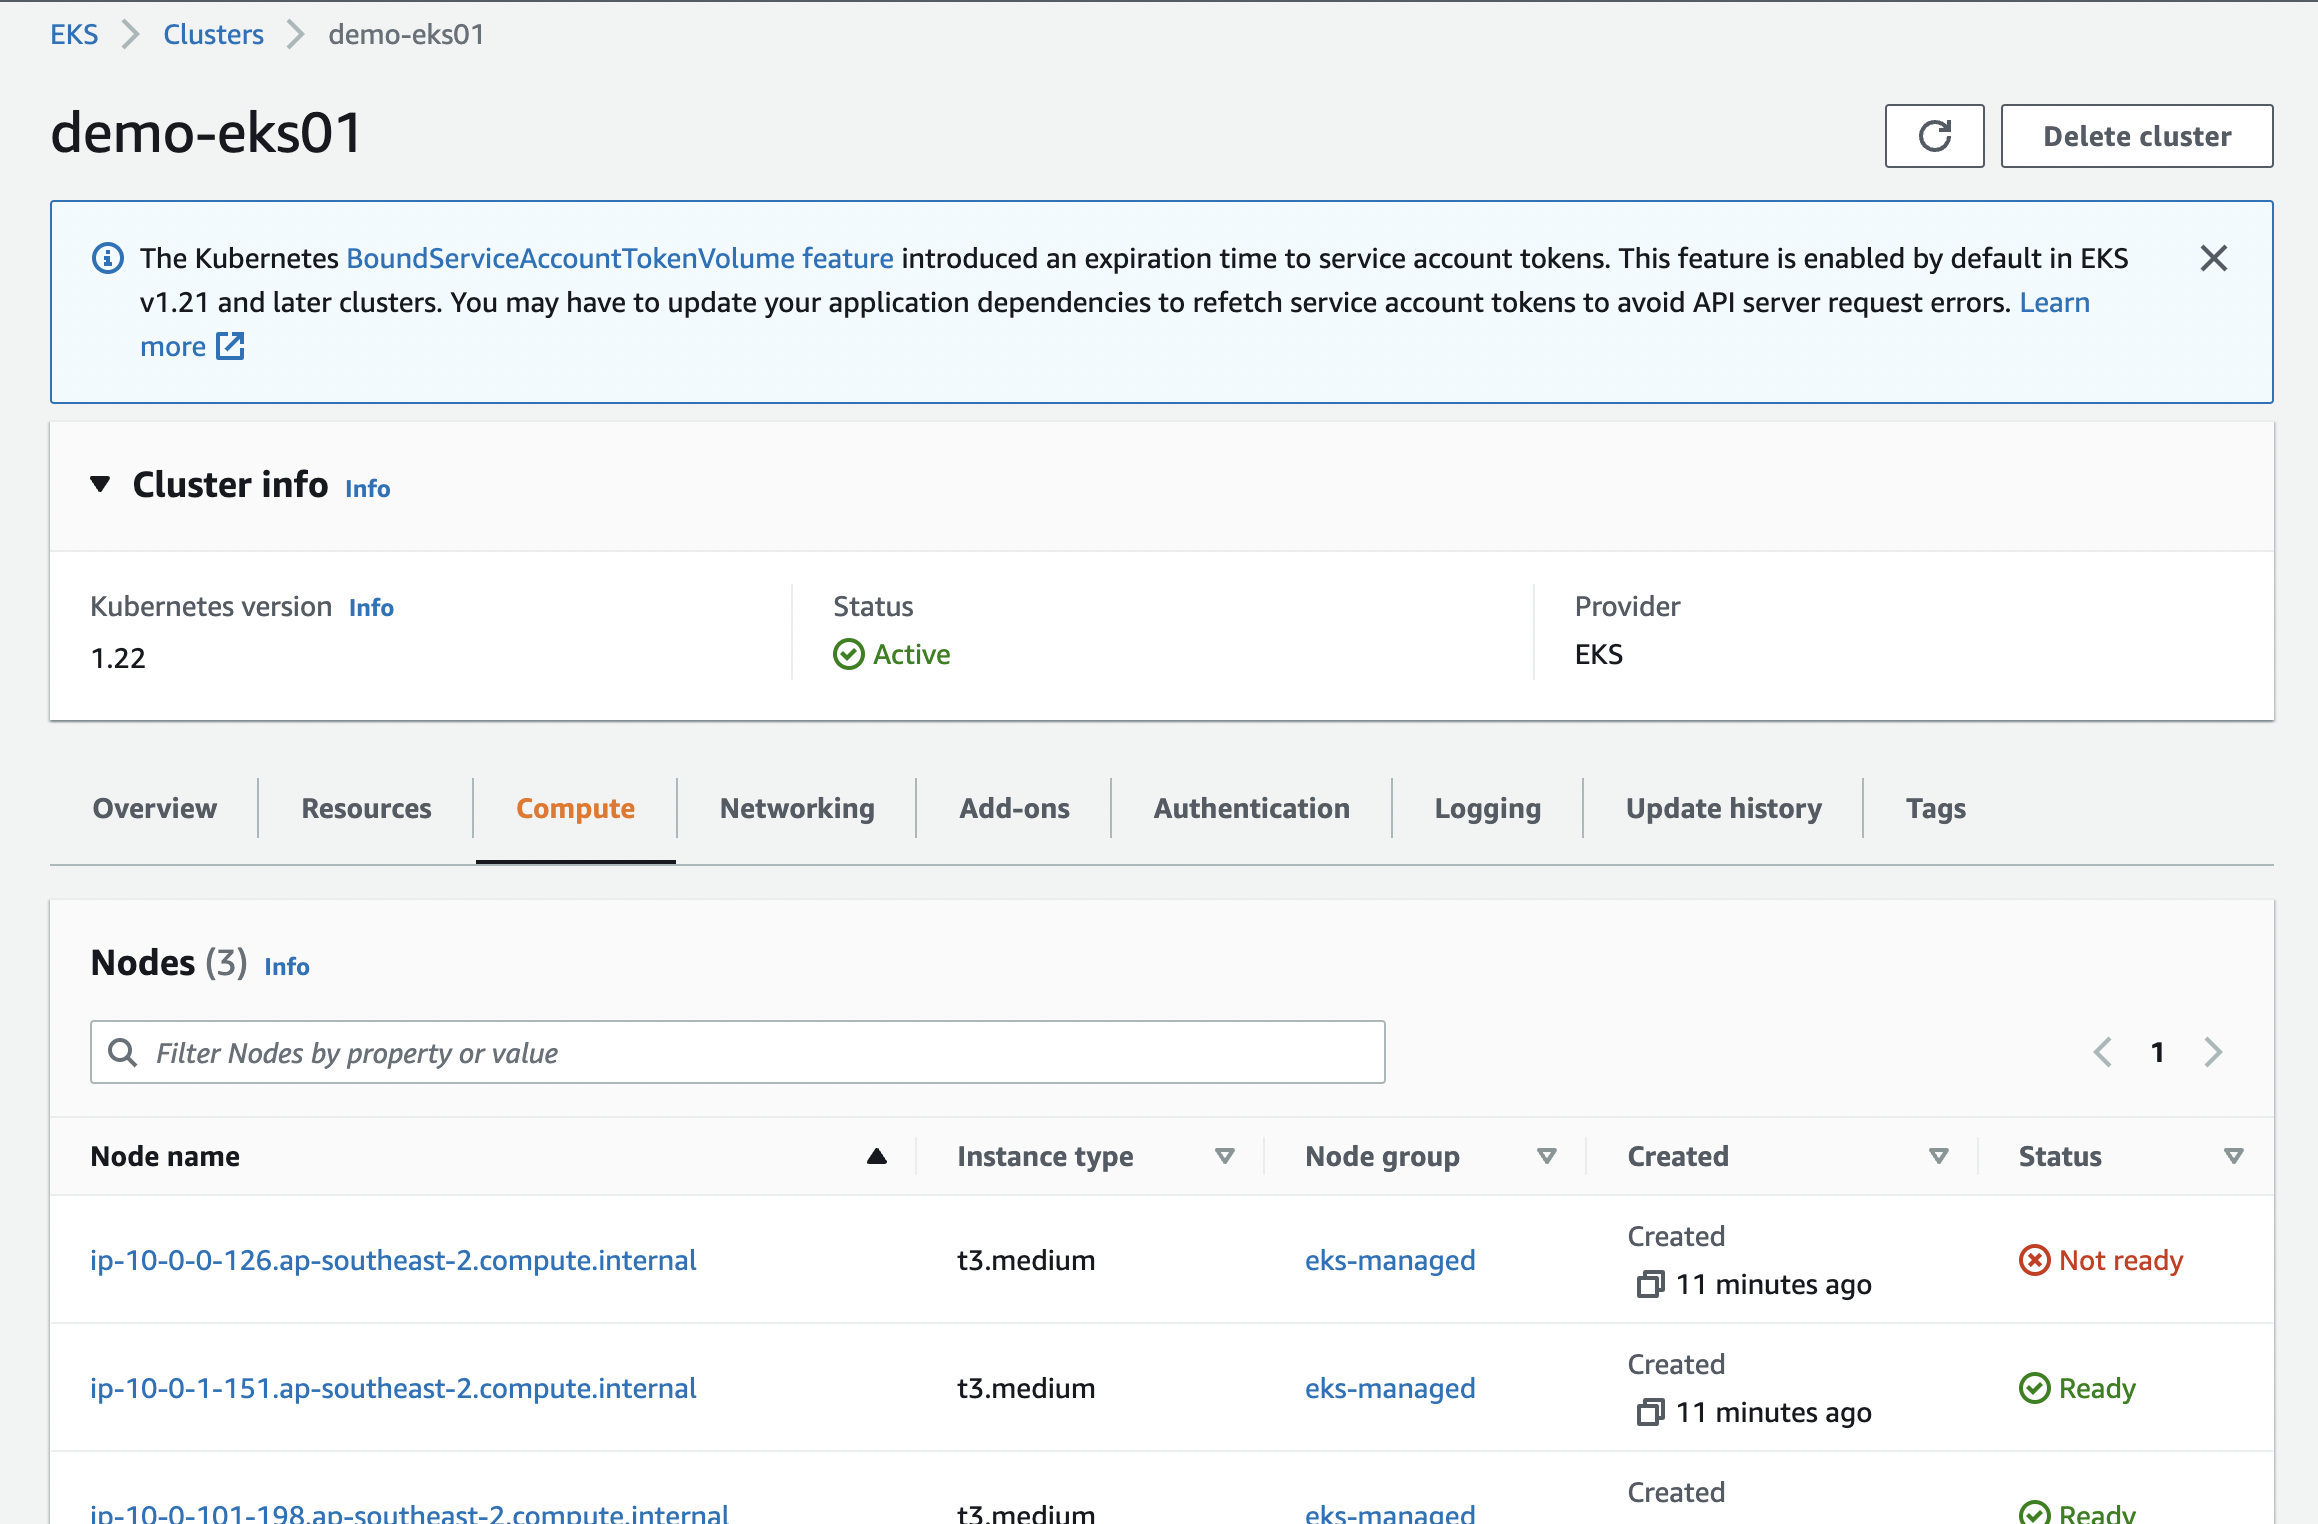 EKS > Clusters > demo-eks01
demo-eks01
Delete cluster
The Kubernetes BoundServiceAccountTokenVolume feature introduced an expiration time to service account tokens. This feature is enabled by default in EKS
v1.21 and later clusters. You may have to update your application dependencies to refetch service account tokens to avoid API server request errors. Learn
more
Cluster info Info
Kubernetes version Info Status Provider
1.22 Active EKS
Overview Resources Compute Networking Add-ons Authentication Logging Update history Tags
Nodes (3) Info
Filter Nodes by property or value 1
Node name Instance type Node group Created Status
Created
ip-10-0-0-126.ap-southeast-2.compute.internal t3.medium eks-managed Not ready
11 minutes ago
Created
ip-10-0-1-151.ap-southeast-2.compute.internal t3.medium eks-managed Ready
11 minutes ago
Created
ip-10-0-101-198.ap-southeast-2.compute.internal t3.medium eks-managed Ready